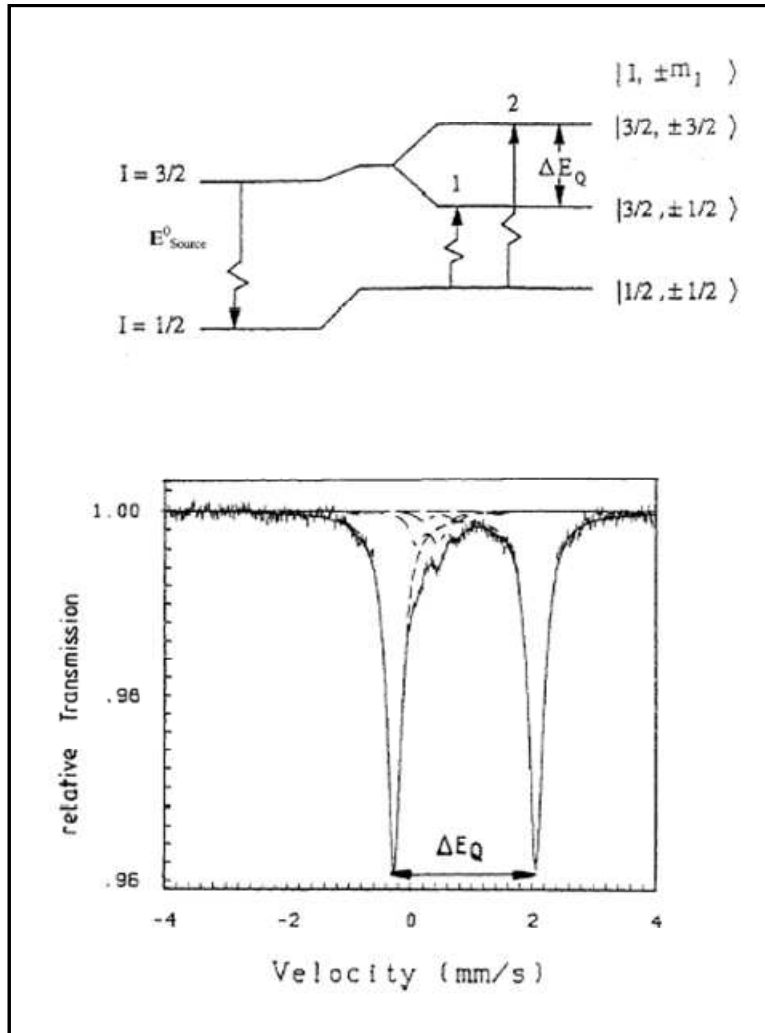 |I, ±m_I ⟩
2
|3/2, ±3/2 ⟩
I = 3/2
1
ΔE_Q
|3/2, ±1/2 ⟩
E⁰_Source
|1/2, ±1/2 ⟩
I = 1/2
1.00
.96
.96
relative Transmission
ΔE_Q
-4
-2
0
2
4
Velocity (mm/s)